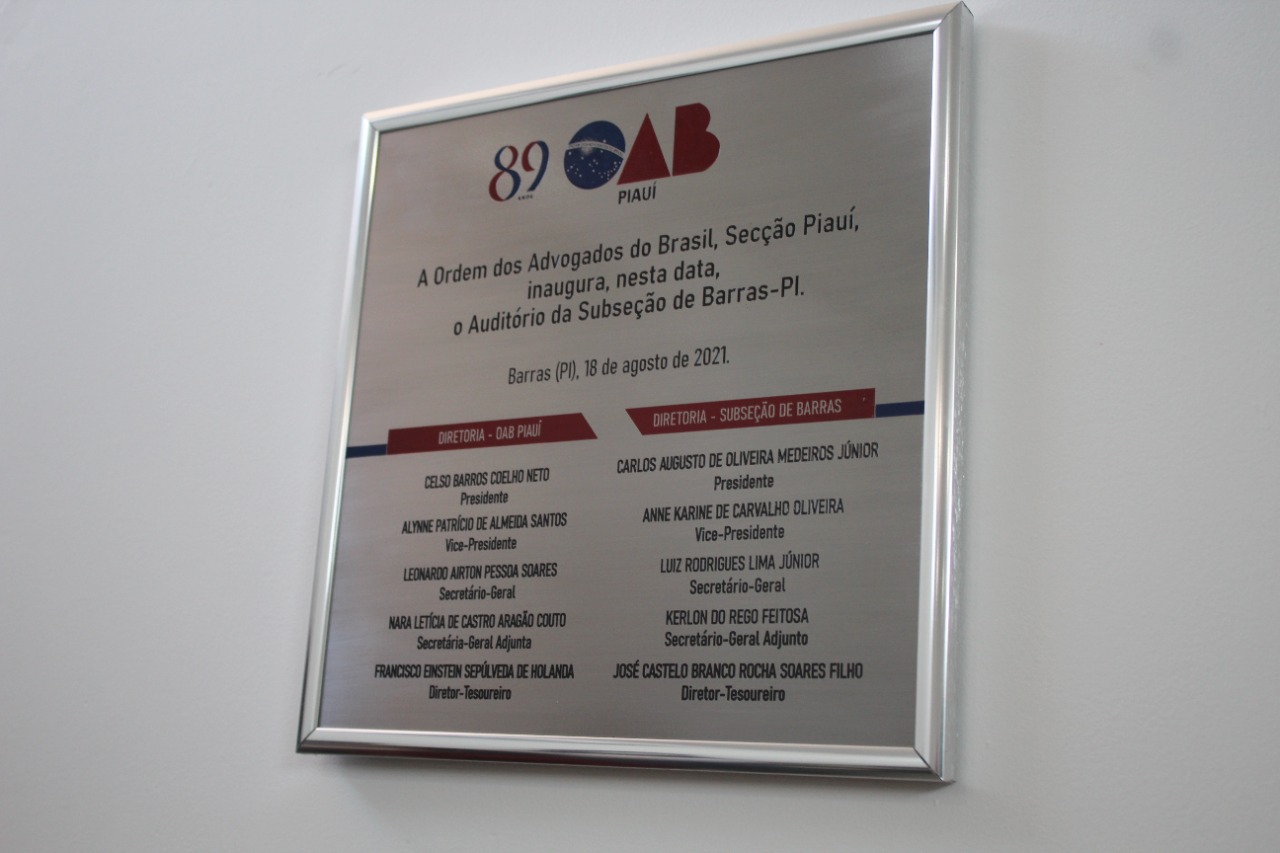 89 OAB
ANOS
PIAUÍ
A Ordem dos Advogados do Brasil, Secção Piauí,
inaugura, nesta data,
o Auditório da Subseção de Barras-PI.
Barras (PI), 18 de agosto de 2021.
DIRETORIA - OAB PIAUÍ
CELSO BARROS COELHO NETO
Presidente
ALYNNE PATRÍCIO DE ALMEIDA SANTOS
Vice-Presidente
LEONARDO AIRTON PESSOA SOARES
Secretário-Geral
NARA LETÍCIA DE CASTRO ARAGÃO COUTO
Secretária-Geral Adjunta
FRANCISCO EINSTEIN SEPÚLVEDA DE HOLANDA
Diretor-Tesoureiro
DIRETORIA - SUBSEÇÃO DE BARRAS
CARLOS AUGUSTO DE OLIVEIRA MEDEIROS JÚNIOR
Presidente
ANNE KARINE DE CARVALHO OLIVEIRA
Vice-Presidente
LUIZ RODRIGUES LIMA JÚNIOR
Secretário-Geral
KERLON DO REGO FEITOSA
Secretário-Geral Adjunto
JOSÉ CASTELO BRANCO ROCHA SOARES FILHO
Diretor-Tesoureiro